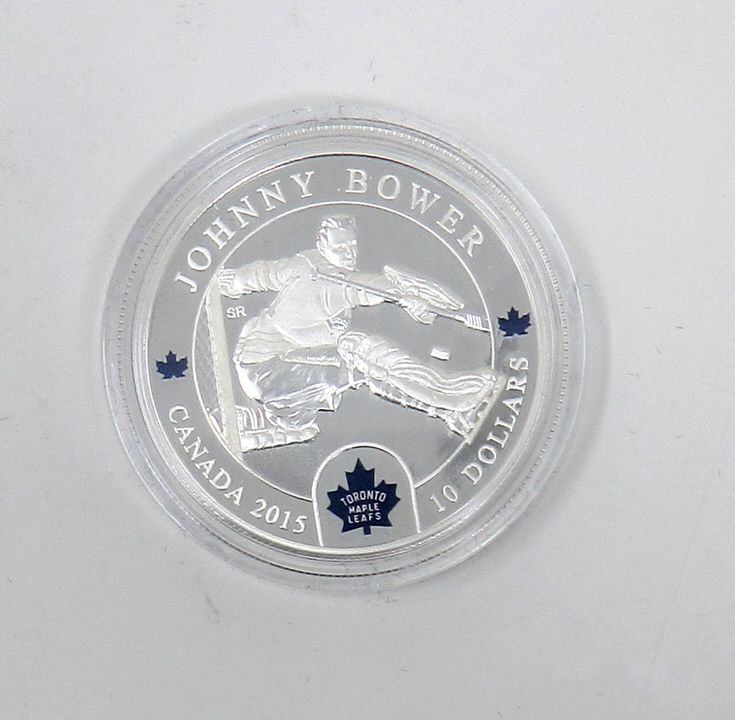 JOHNNY BOWER
SR
CANADA 2015
10 DOLLARS
TORONTO
MAPLE
LEAFS